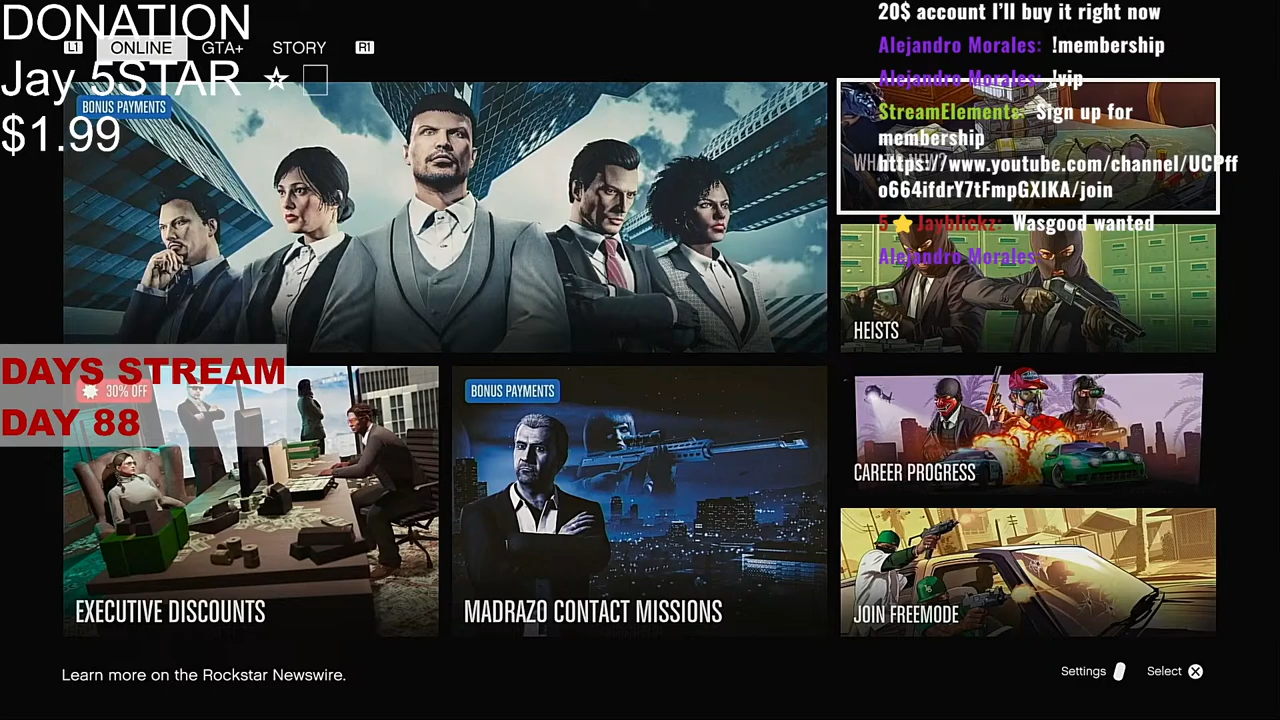 DONATION
Jay 5STAR ☆
$1.99
L1 ONLINE GTA+ STORY R1
BONUS PAYMENTS
20$ account I'll buy it right now
Alejandro Morales: !membership
Alejandro Morales: !vip
StreamElements: Sign up for
membership
https://www.youtube.com/channel/UCPff
o664ifdrY7tFmpGXIKA/join
5 ⭐ Jayblickz: Wasgood wanted
Alejandro Morales:
HEISTS
DAYS STREAM
DAY 88
30% OFF
EXECUTIVE DISCOUNTS
BONUS PAYMENTS
MADRAZO CONTACT MISSIONS
CAREER PROGRESS
JOIN FREEMODE
Learn more on the Rockstar Newswire.
Settings
Select